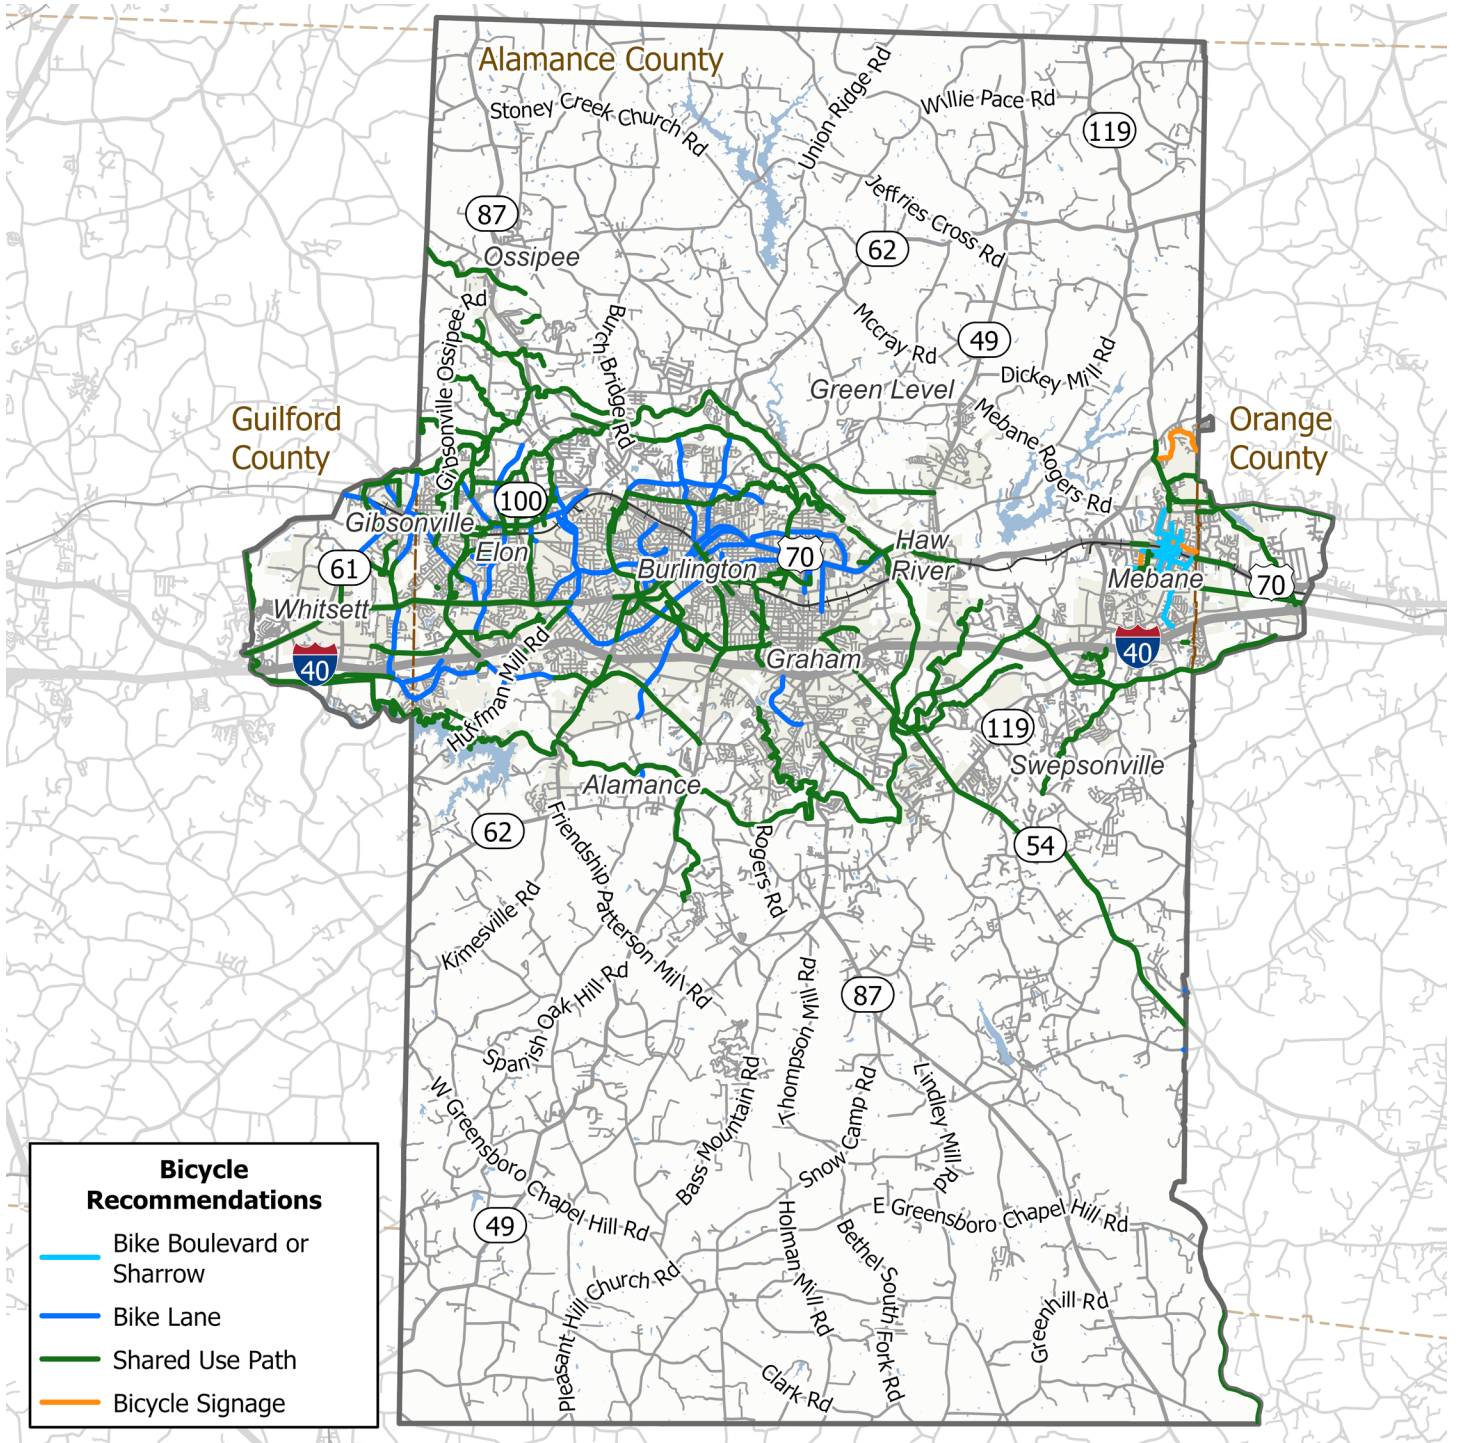 Alamance County
Stoney Creek Church Rd
Union Ridge Rd
Willie Pace Rd
119
87
Jeffries Cross Rd
62
Ossipee
Gibsonville Ossipee Rd
Burch Bridge Rd
Mccray Rd
49
Dickey Mill Rd
Green Level
Mebane Rogers Rd
Guilford
County
Orange
County
100
Gibsonville
Elon
61
Burlington
70
Haw
River
Mebane
70
Whitsett
40
Huffman Mill Rd
Graham
40
119
Swepsonville
Alamance
62
54
Friendship Patterson Mill Rd
Rogers Rd
Kimesville Rd
Spanish Oak Hill Rd
Thompson Mill Rd
87
W Greensboro Chapel Hill Rd
Bass Mountain Rd
Snow Camp Rd
Lindley Mill Rd
49
E Greensboro Chapel Hill Rd
Holman Mill Rd
Bethel South Fork Rd
Pleasant Hill Church Rd
Greenhill Rd
Clark Rd
Bicycle
Recommendations
Bike Boulevard or
Sharrow
Bike Lane
Shared Use Path
Bicycle Signage